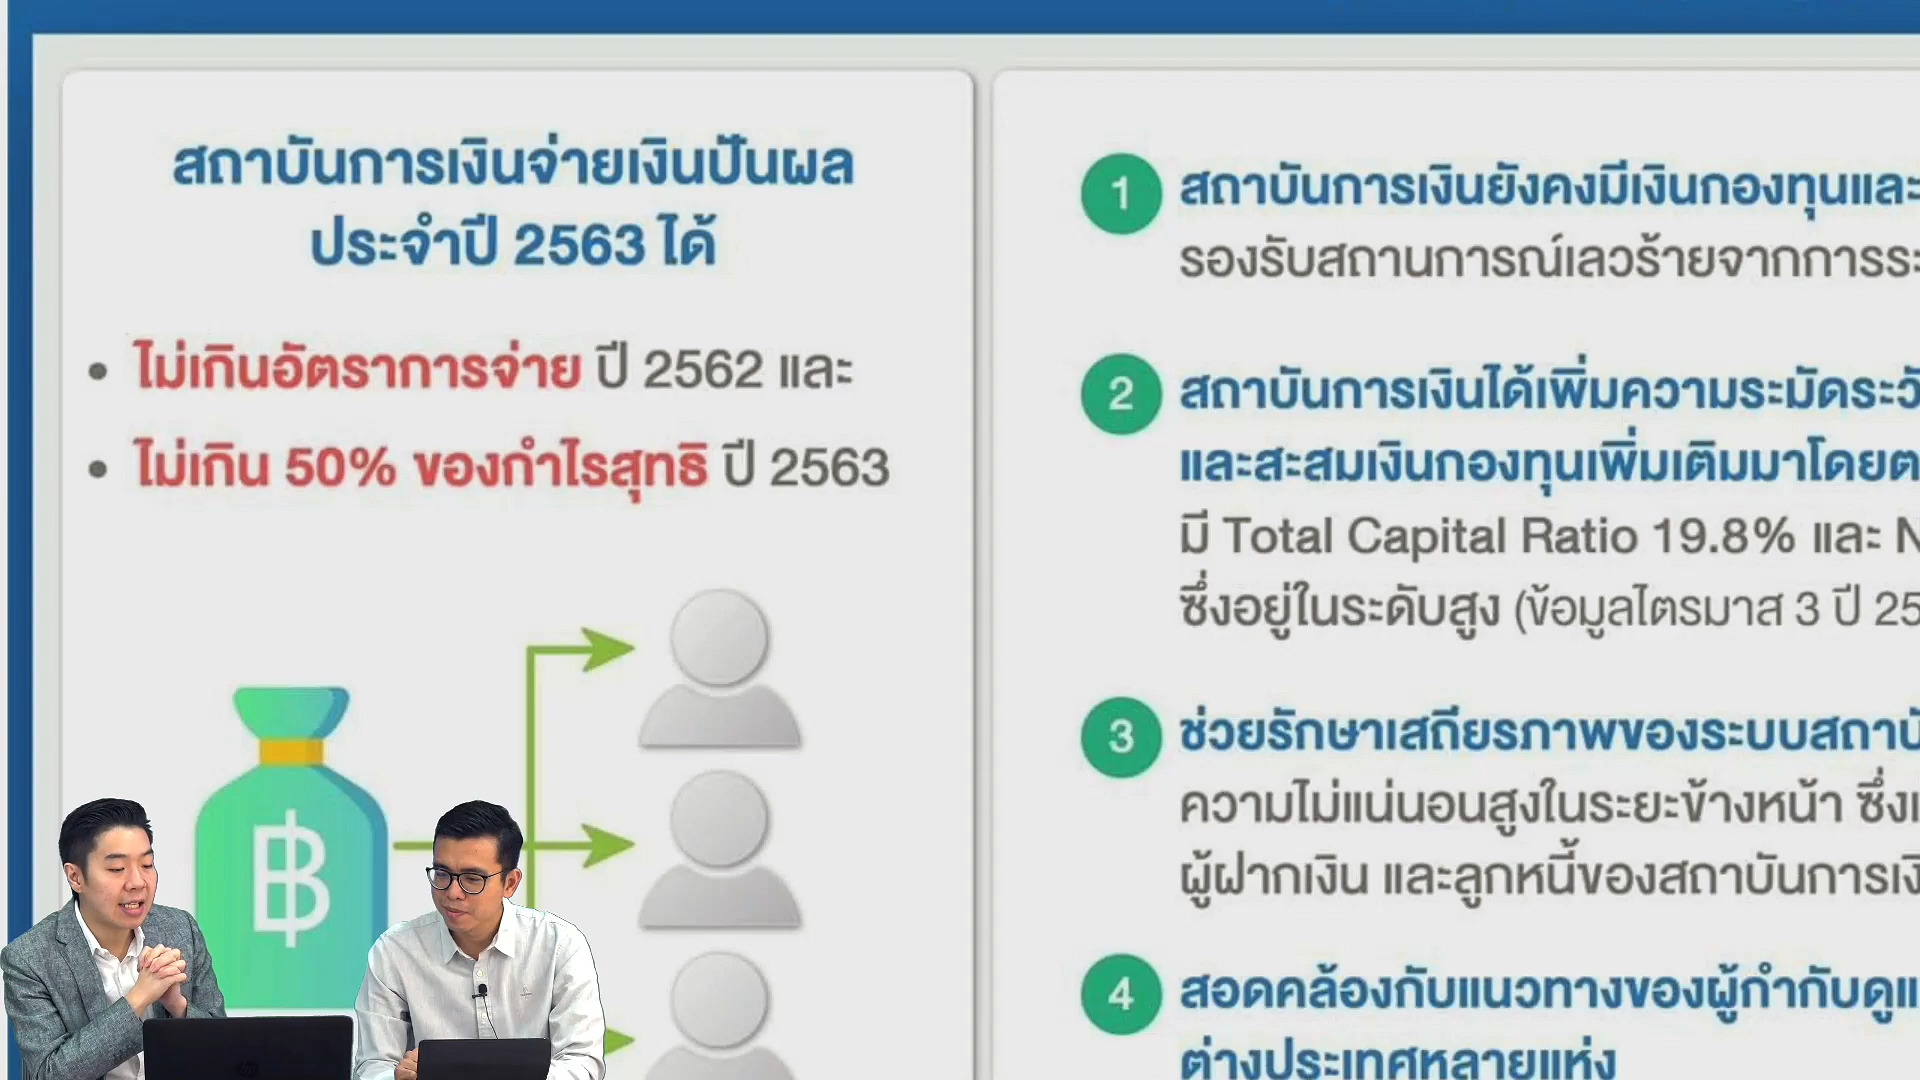 สถาบันการเงินจ่ายเงินปันผล
ประจำปี 2563 ได้
• ไม่เกินอัตราการจ่าย ปี 2562 และ
• ไม่เกิน 50% ของกำไรสุทธิ ปี 2563
฿
1 สถาบันการเงินยังคงมีเงินกองทุนและ
รองรับสถานการณ์เลวร้ายจากการระ
2 สถาบันการเงินได้เพิ่มความระมัดระวั
และสะสมเงินกองทุนเพิ่มเติมมาโดยต
มี Total Capital Ratio 19.8% และ N
ซึ่งอยู่ในระดับสูง (ข้อมูลไตรมาส 3 ปี 25
3 ช่วยรักษาเสถียรภาพของระบบสถาบั
ความไม่แน่นอนสูงในระยะข้างหน้า ซึ่งเ
ผู้ฝากเงิน และลูกหนี้ของสถาบันการเงิ
4 สอดคล้องกับแนวทางของผู้กำกับดูแ
ต่างประเทศหลายแห่ง